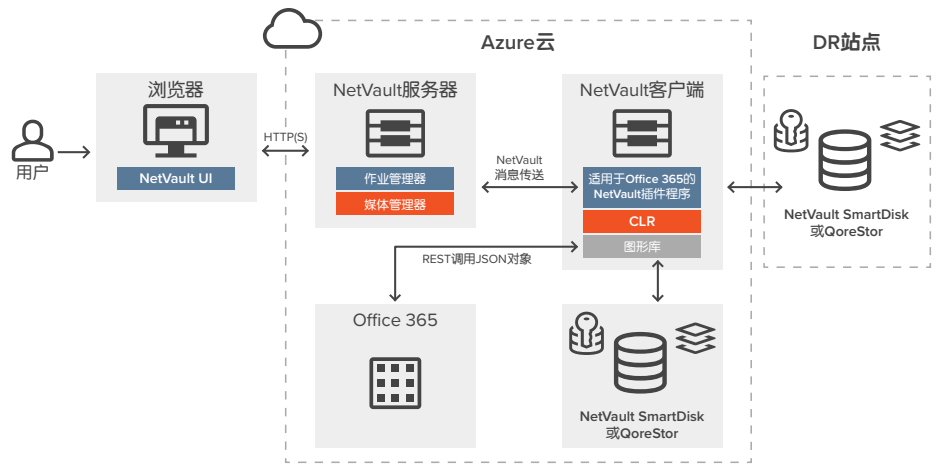 Azure云
DR站点
用户
浏览器
NetVault UI
HTTP(S)
NetVault服务器
作业管理器
媒体管理器
NetVault
消息传送
NetVault客户端
适用于Office 365的
NetVault插件程序
CLR
图形库
REST调用JSON对象
Office 365
NetVault SmartDisk
或QoreStor
NetVault SmartDisk
或QoreStor